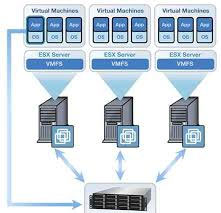 Virtual Machines Virtual Machines Virtual Machines
App App App App App App App App App
OS OS OS OS OS OS OS OS OS
ESX Server ESX Server ESX Server
VMFS VMFS VMFS